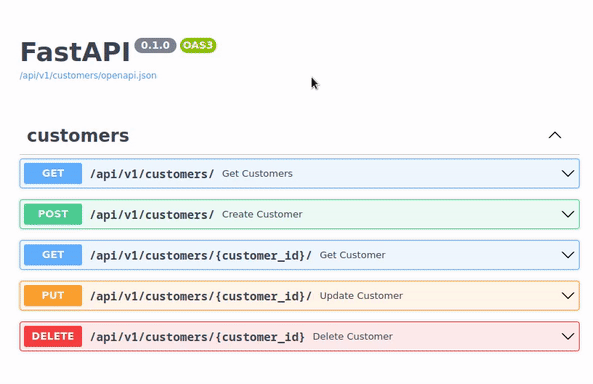 FastAPI 0.1.0 OAS3
/api/v1/customers/openapi.json
customers
GET /api/v1/customers/ Get Customers
POST /api/v1/customers/ Create Customer
GET /api/v1/customers/{customer_id}/ Get Customer
PUT /api/v1/customers/{customer_id}/ Update Customer
DELETE /api/v1/customers/{customer_id} Delete Customer